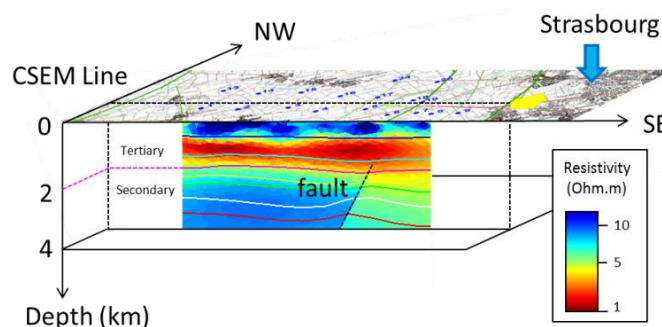 Strasbourg
NW
CSEM Line
0
SE
Tertiary
Resistivity
(Ohm.m)
fault
2
Secondary
10
5
4
1
Depth (km)